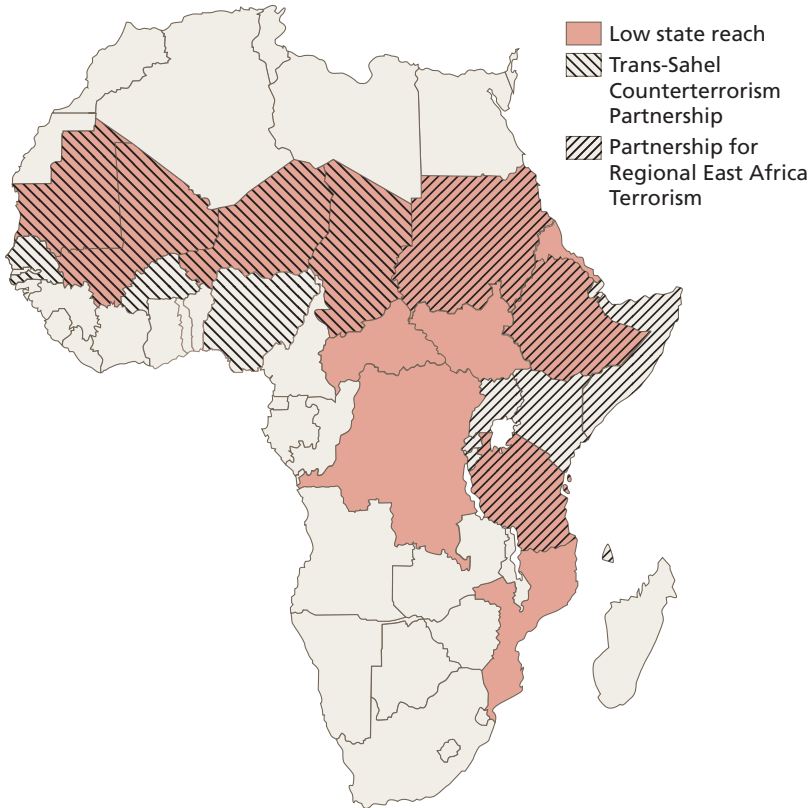 Low state reach
Trans-Sahel
Counterterrorism
Partnership
Partnership for
Regional East Africa
Terrorism